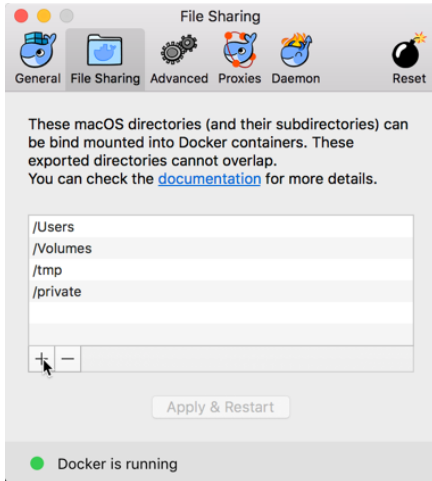 File Sharing
General File Sharing Advanced Proxies Daemon Reset
These macOS directories (and their subdirectories) can
be bind mounted into Docker containers. These
exported directories cannot overlap.
You can check the documentation for more details.
/Users
/Volumes
/tmp
/private
+ −
Apply & Restart
Docker is running